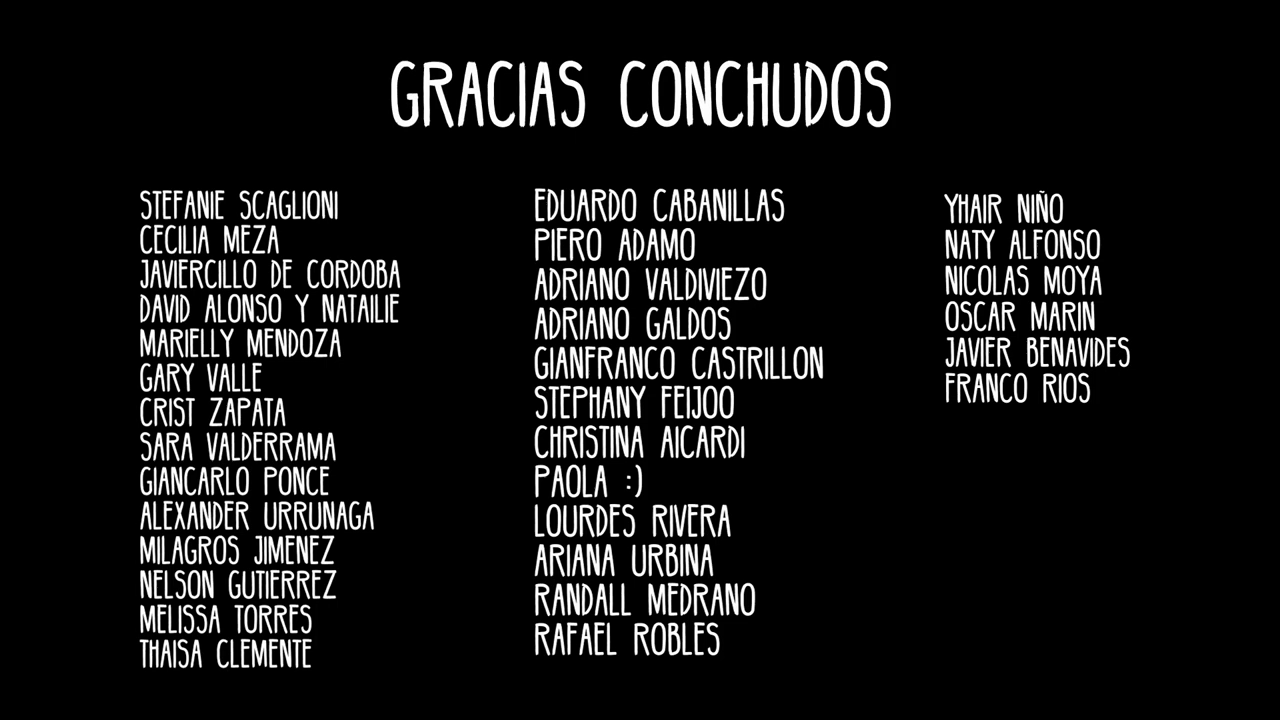 GRACIAS CONCHUDOS
STEFANIE SCAGLIONI
CECILIA MEZA
JAVIERCILLO DE CORDOBA
DAVID ALONSO Y NATAILIE
MARIELLY MENDOZA
GARY VALLE
CRIST ZAPATA
SARA VALDERRAMA
GIANCARLO PONCE
ALEXANDER URRUNAGA
MILAGROS JIMENEZ
NELSON GUTIERREZ
MELISSA TORRES
THAISA CLEMENTE
EDUARDO CABANILLAS
PIERO ADAMO
ADRIANO VALDIVIEZO
ADRIANO GALDOS
GIANFRANCO CASTRILLON
STEPHANY FEIJOO
CHRISTINA AICARDI
PAOLA :)
LOURDES RIVERA
ARIANA URBINA
RANDALL MEDRANO
RAFAEL ROBLES
YHAIR NIÑO
NATY ALFONSO
NICOLAS MOYA
OSCAR MARIN
JAVIER BENAVIDES
FRANCO RIOS